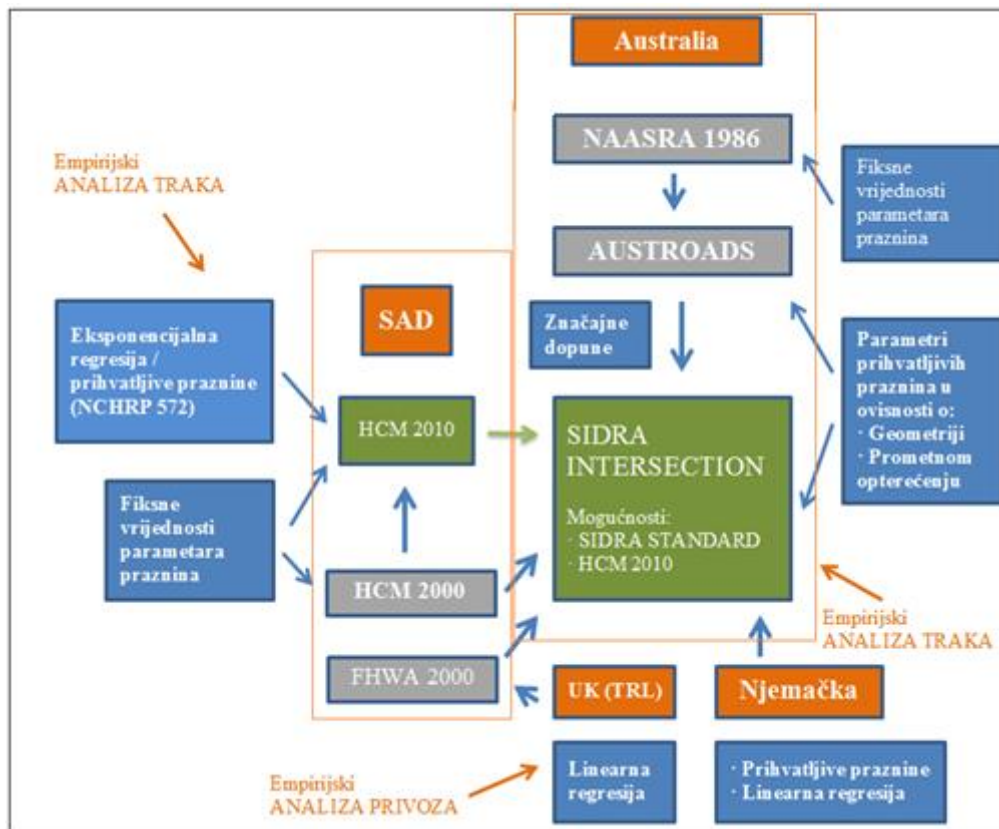 Australia
NAASRA 1986
Empirijski
ANALIZA TRAKA
Fiksne
vrijednosti
parametara
praznina
AUSTROADS
SAD
Značajne
dopune
Eksponencijalna
regresija /
prihvatljive praznine
(NCHRP 572)
Parametri
prihvatljivih
praznina u
ovisnosti o:
· Geometriji
· Prometnom
opterećenju
HCM 2010
SIDRA
INTERSECTION
Mogućnosti:
· SIDRA STANDARD
· HCM 2010
Fiksne
vrijednosti
parametara
praznina
HCM 2000
Empirijski
ANALIZA TRAKA
FHWA 2000
UK (TRL)
Njemačka
Empirijski
ANALIZA PRIVOZA
Linearna
regresija
· Prihvatljive praznine
· Linearna regresija